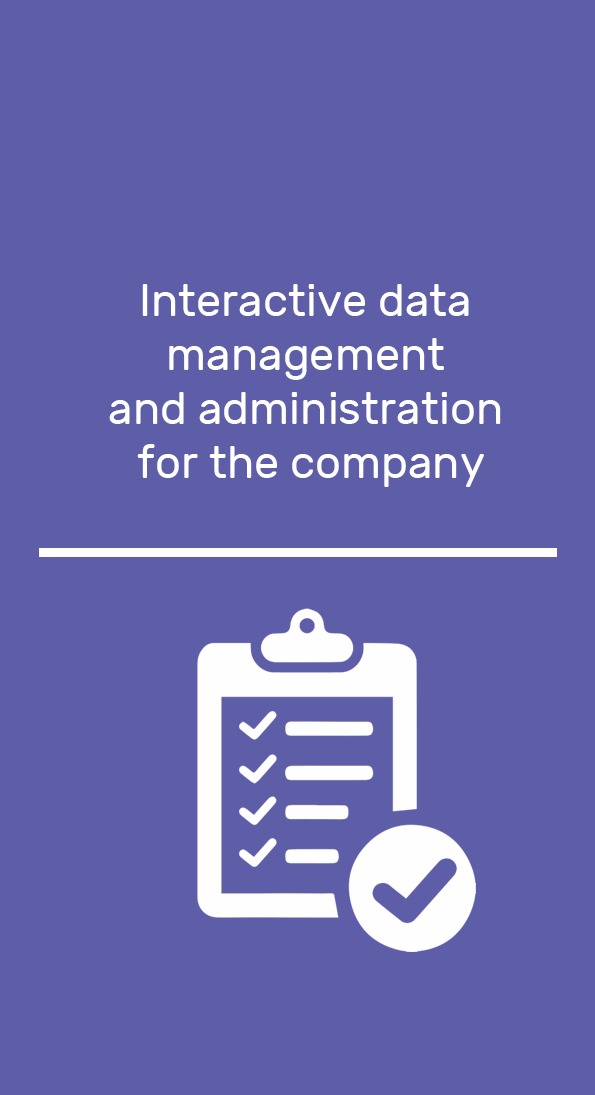 Interactive data
management
and administration
for the company